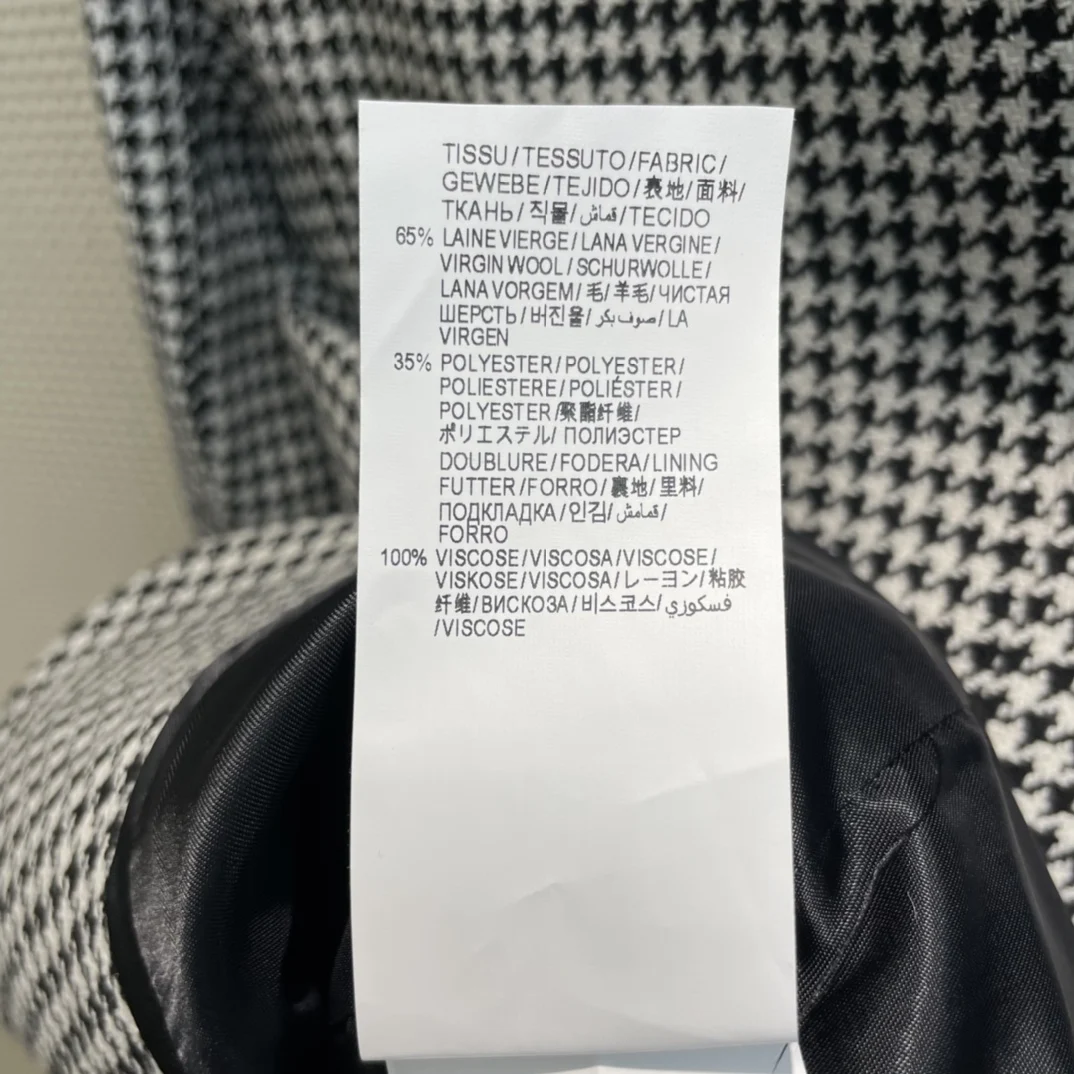 TISSU/TESSUTO/FABRIC/
GEWEBE/TEJIDO/表地/面料/
ТКАНЬ/직물/قماش/TECIDO
65% LAINE VIERGE/LANA VERGINE/
VIRGIN WOOL/SCHURWOLLE/
LANA VORGEM/毛/羊毛/ЧИСТАЯ
ШЕРСТЬ/버진울/صوف بكر/LA
VIRGEN
35% POLYESTER/POLYESTER/
POLIESTERE/POLIÉSTER/
POLYESTER/聚酯纤维/
ポリエステル/ПОЛИЭСТЕР
DOUBLURE/FODERA/LINING
FUTTER/FORRO/裏地/里料/
ПОДКЛАДКА/인김/قمامش/
FORRO
100% VISCOSE/VISCOSA/VISCOSE/
VISKOSE/VISCOSA/レーヨン/粘胶
纤维/ВИСКОЗА/비스코스/فسكوزي
/VISCOSE